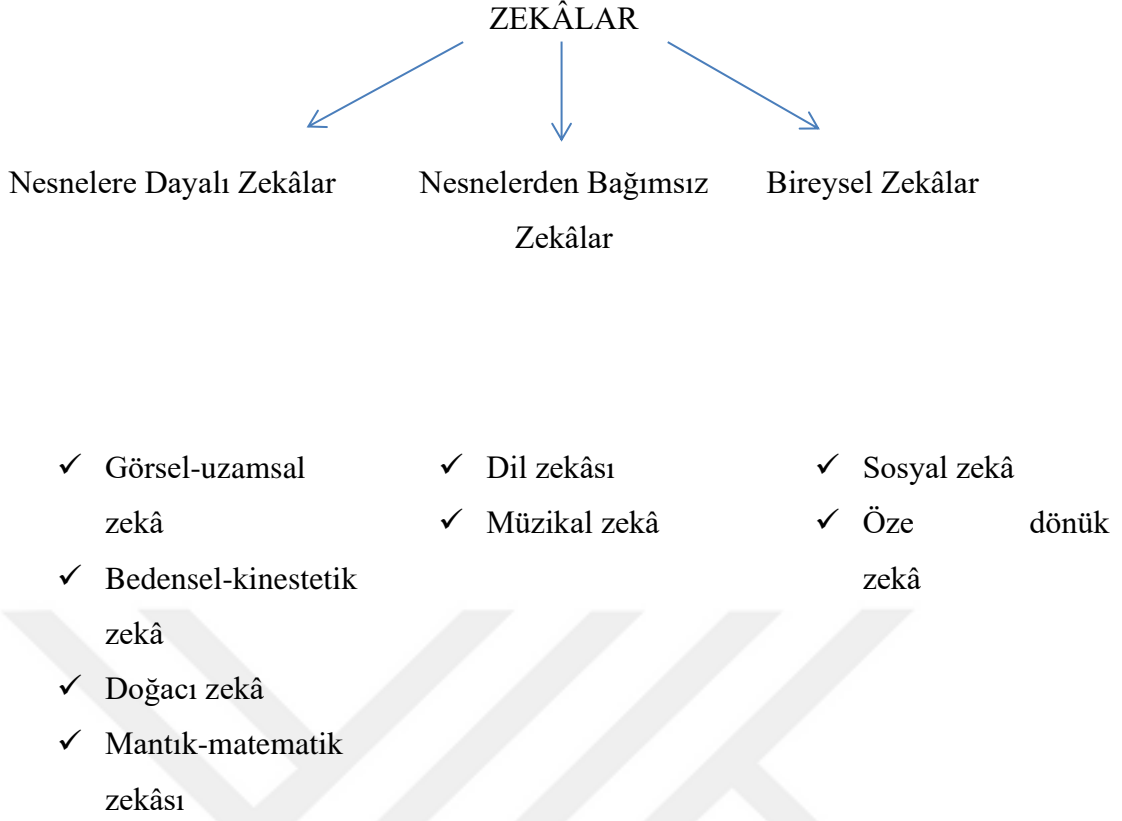 ZEKÂLAR
Nesnelere Dayalı Zekâlar
Nesnelerden Bağımsız
Zekâlar
Bireysel Zekâlar
✓ Görsel-uzamsal
zekâ
✓ Bedensel-kinestetik
zekâ
✓ Doğacı zekâ
✓ Mantık-matematik
zekâsı
✓ Dil zekâsı
✓ Müzikal zekâ
✓ Sosyal zekâ
✓ Öze dönük
zekâ